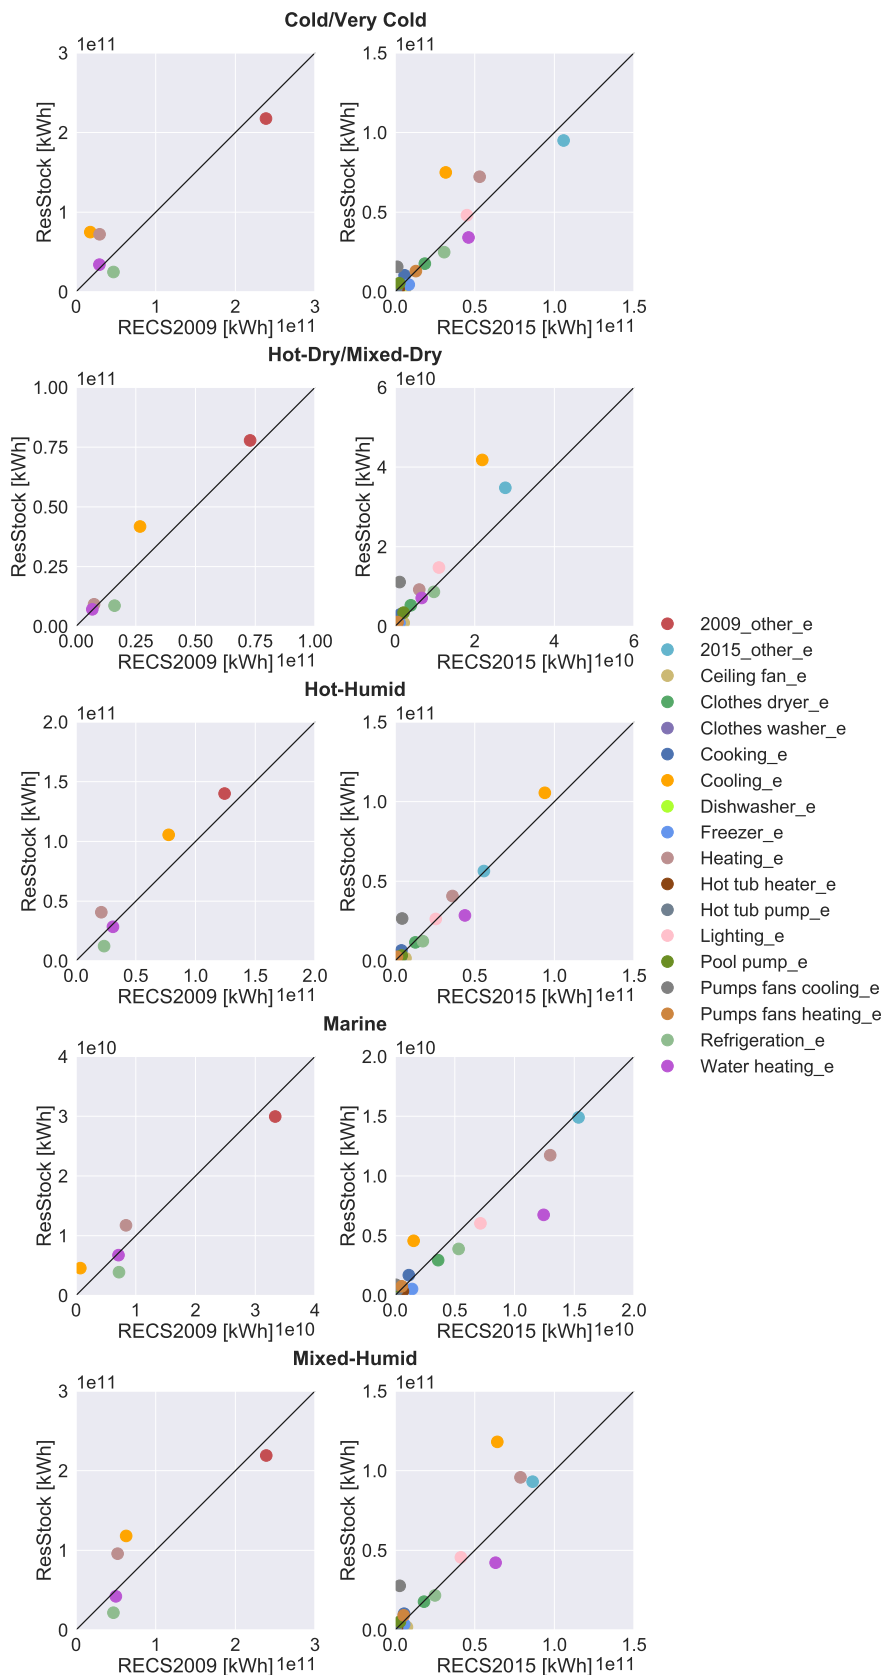 Cold/Very Cold
1e11
1e11
3
2
1
0
ResStock [kWh]
0 1 2 3
RECS2009 [kWh] 1e11
1.5
1.0
0.5
0.0
ResStock [kWh]
0.0 0.5 1.0 1.5
RECS2015 [kWh] 1e11
Hot-Dry/Mixed-Dry
1e11
1e10
1.00
0.75
0.50
0.25
0.00
ResStock [kWh]
0.00 0.25 0.50 0.75 1.00
RECS2009 [kWh] 1e11
6
4
2
0
ResStock [kWh]
0 2 4 6
RECS2015 [kWh] 1e10
Hot-Humid
1e11
1e11
2.0
1.5
1.0
0.5
0.0
ResStock [kWh]
0.0 0.5 1.0 1.5 2.0
RECS2009 [kWh] 1e11
1.5
1.0
0.5
0.0
ResStock [kWh]
0.0 0.5 1.0 1.5
RECS2015 [kWh] 1e11
Marine
1e10
1e10
4
3
2
1
0
ResStock [kWh]
0 1 2 3 4
RECS2009 [kWh] 1e10
2.0
1.5
1.0
0.5
0.0
ResStock [kWh]
0.0 0.5 1.0 1.5 2.0
RECS2015 [kWh] 1e10
Mixed-Humid
1e11
1e11
3
2
1
0
ResStock [kWh]
0 1 2 3
RECS2009 [kWh] 1e11
1.5
1.0
0.5
0.0
ResStock [kWh]
0.0 0.5 1.0 1.5
RECS2015 [kWh] 1e11
2009_other_e
2015_other_e
Ceiling fan_e
Clothes dryer_e
Clothes washer_e
Cooking_e
Cooling_e
Dishwasher_e
Freezer_e
Heating_e
Hot tub heater_e
Hot tub pump_e
Lighting_e
Pool pump_e
Pumps fans cooling_e
Pumps fans heating_e
Refrigeration_e
Water heating_e